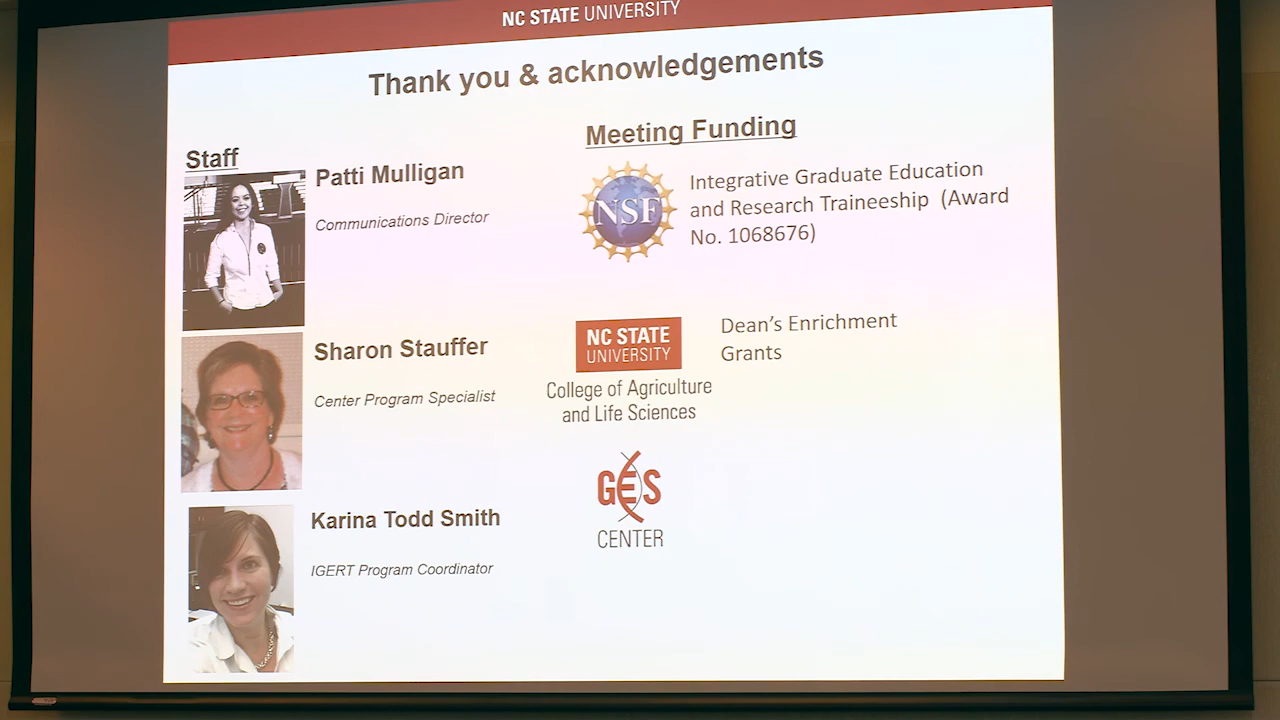 NC STATE UNIVERSITY
Thank you & acknowledgements
Staff
Patti Mulligan
Communications Director
Sharon Stauffer
Center Program Specialist
Karina Todd Smith
IGERT Program Coordinator
Meeting Funding
NSF
Integrative Graduate Education
and Research Traineeship (Award
No. 1068676)
NC STATE
UNIVERSITY
College of Agriculture
and Life Sciences
Dean's Enrichment
Grants
GES
CENTER